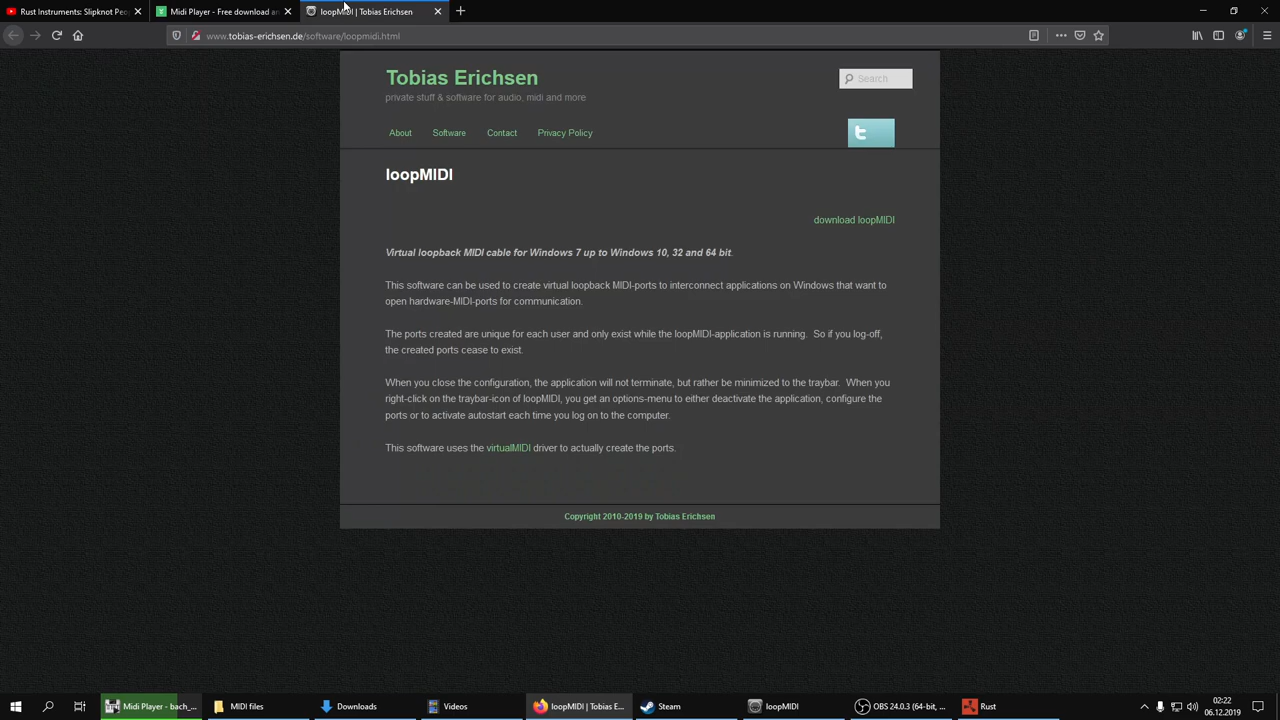 Rust Instruments: Slipknot Peo
Midi Player - Free download an
loopMIDI | Tobias Erichsen
www.tobias-erichsen.de/software/loopmidi.html
Tobias Erichsen
Search
private stuff & software for audio, midi and more
About Software Contact Privacy Policy
loopMIDI
download loopMIDI
Virtual loopback MIDI cable for Windows 7 up to Windows 10, 32 and 64 bit.
This software can be used to create virtual loopback MIDI-ports to interconnect applications on Windows that want to
open hardware-MIDI-ports for communication.
The ports created are unique for each user and only exist while the loopMIDI-application is running. So if you log-off,
the created ports cease to exist.
When you close the configuration, the application will not terminate, but rather be minimized to the traybar. When you
right-click on the traybar-icon of loopMIDI, you get an options-menu to either deactivate the application, configure the
ports or to activate autostart each time you log on to the computer.
This software uses the virtualMIDI driver to actually create the ports.
Copyright 2010-2019 by Tobias Erichsen
Midi Player - bach_...
MIDI files
Downloads
Videos
loopMIDI | Tobias E...
Steam
loopMIDI
OBS 24.0.3 (64-bit, ...
Rust
02:22
06.12.2019